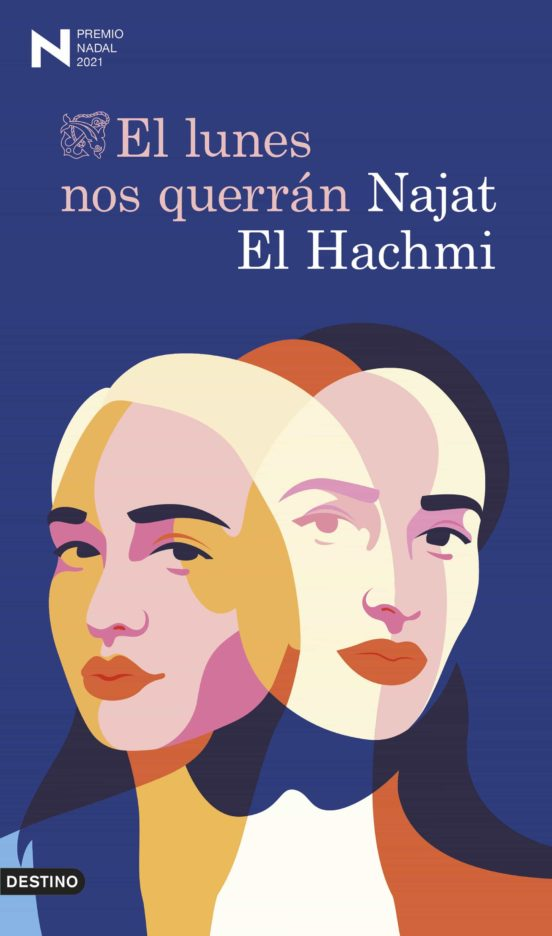 N
PREMIO
NADAL
2021
El lunes
nos querrán Najat
El Hachmi
DESTINO